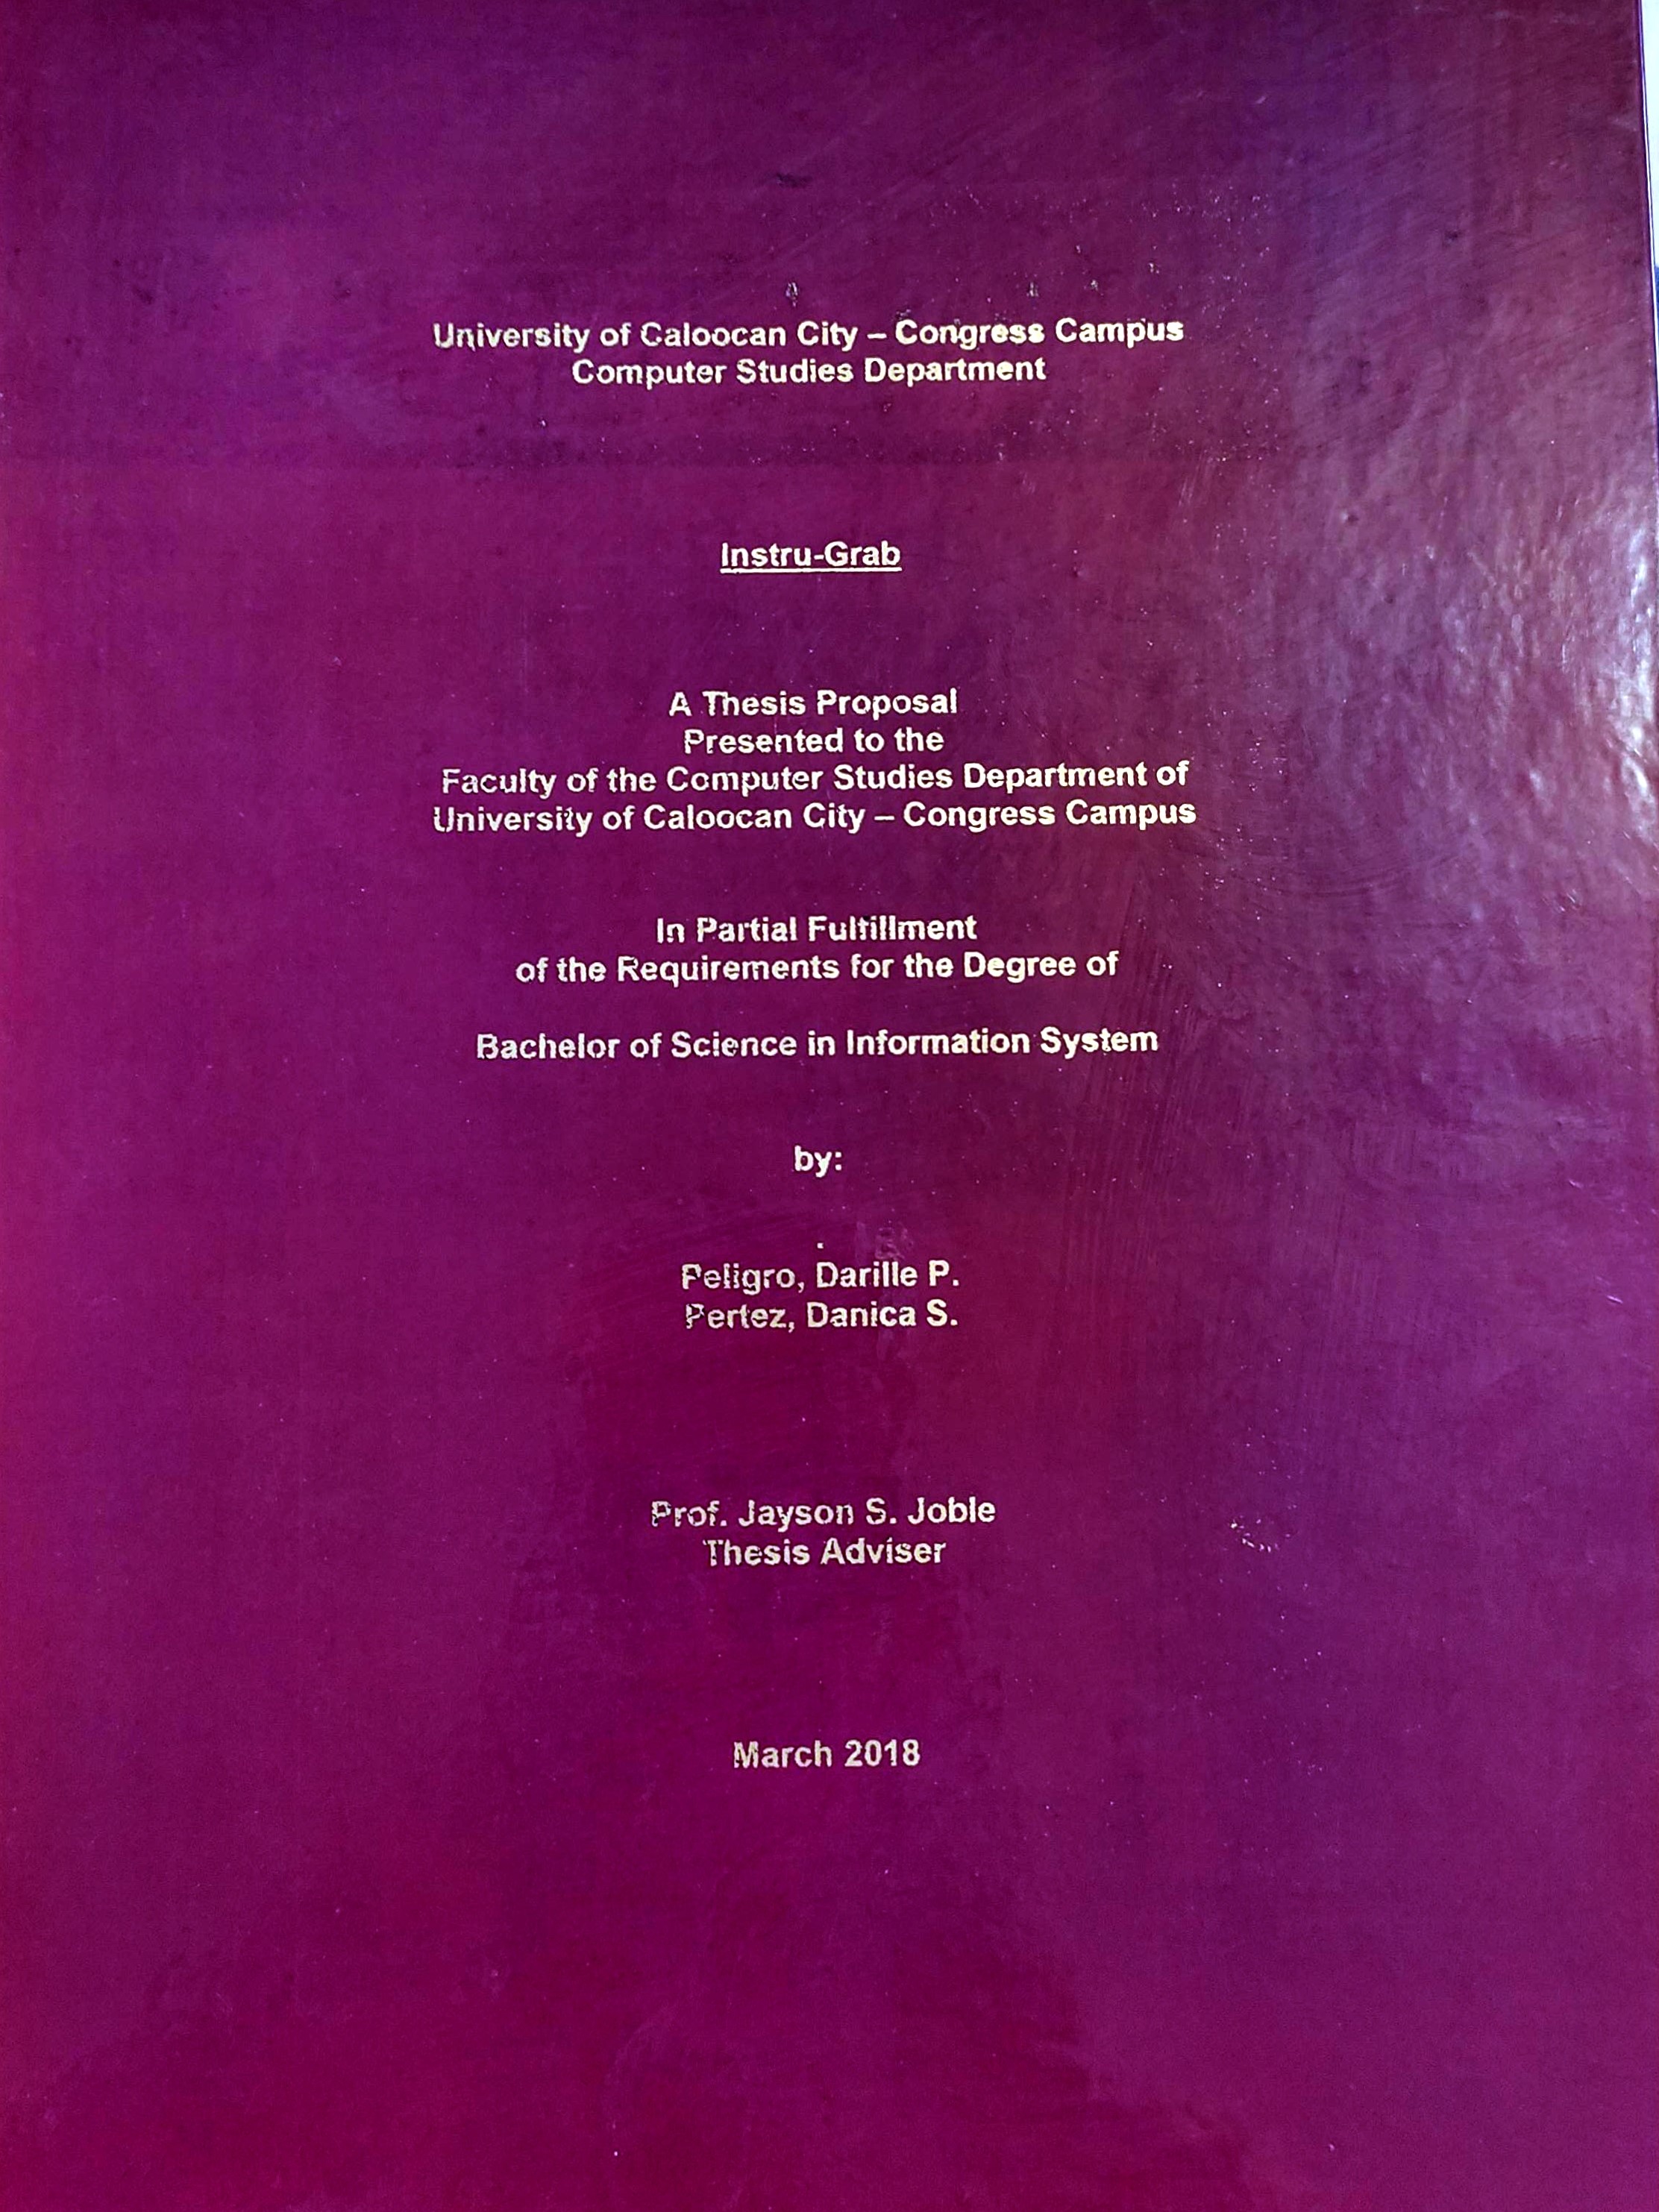 University of Caloocan City – Congress Campus
Computer Studies Department
Instru-Grab
A Thesis Proposal
Presented to the
Faculty of the Computer Studies Department of
University of Caloocan City – Congress Campus
In Partial Fulfillment
of the Requirements for the Degree of
Bachelor of Science in Information System
by:
Peligro, Darille P.
Pertez, Danica S.
Prof. Jayson S. Joble
Thesis Adviser
March 2018